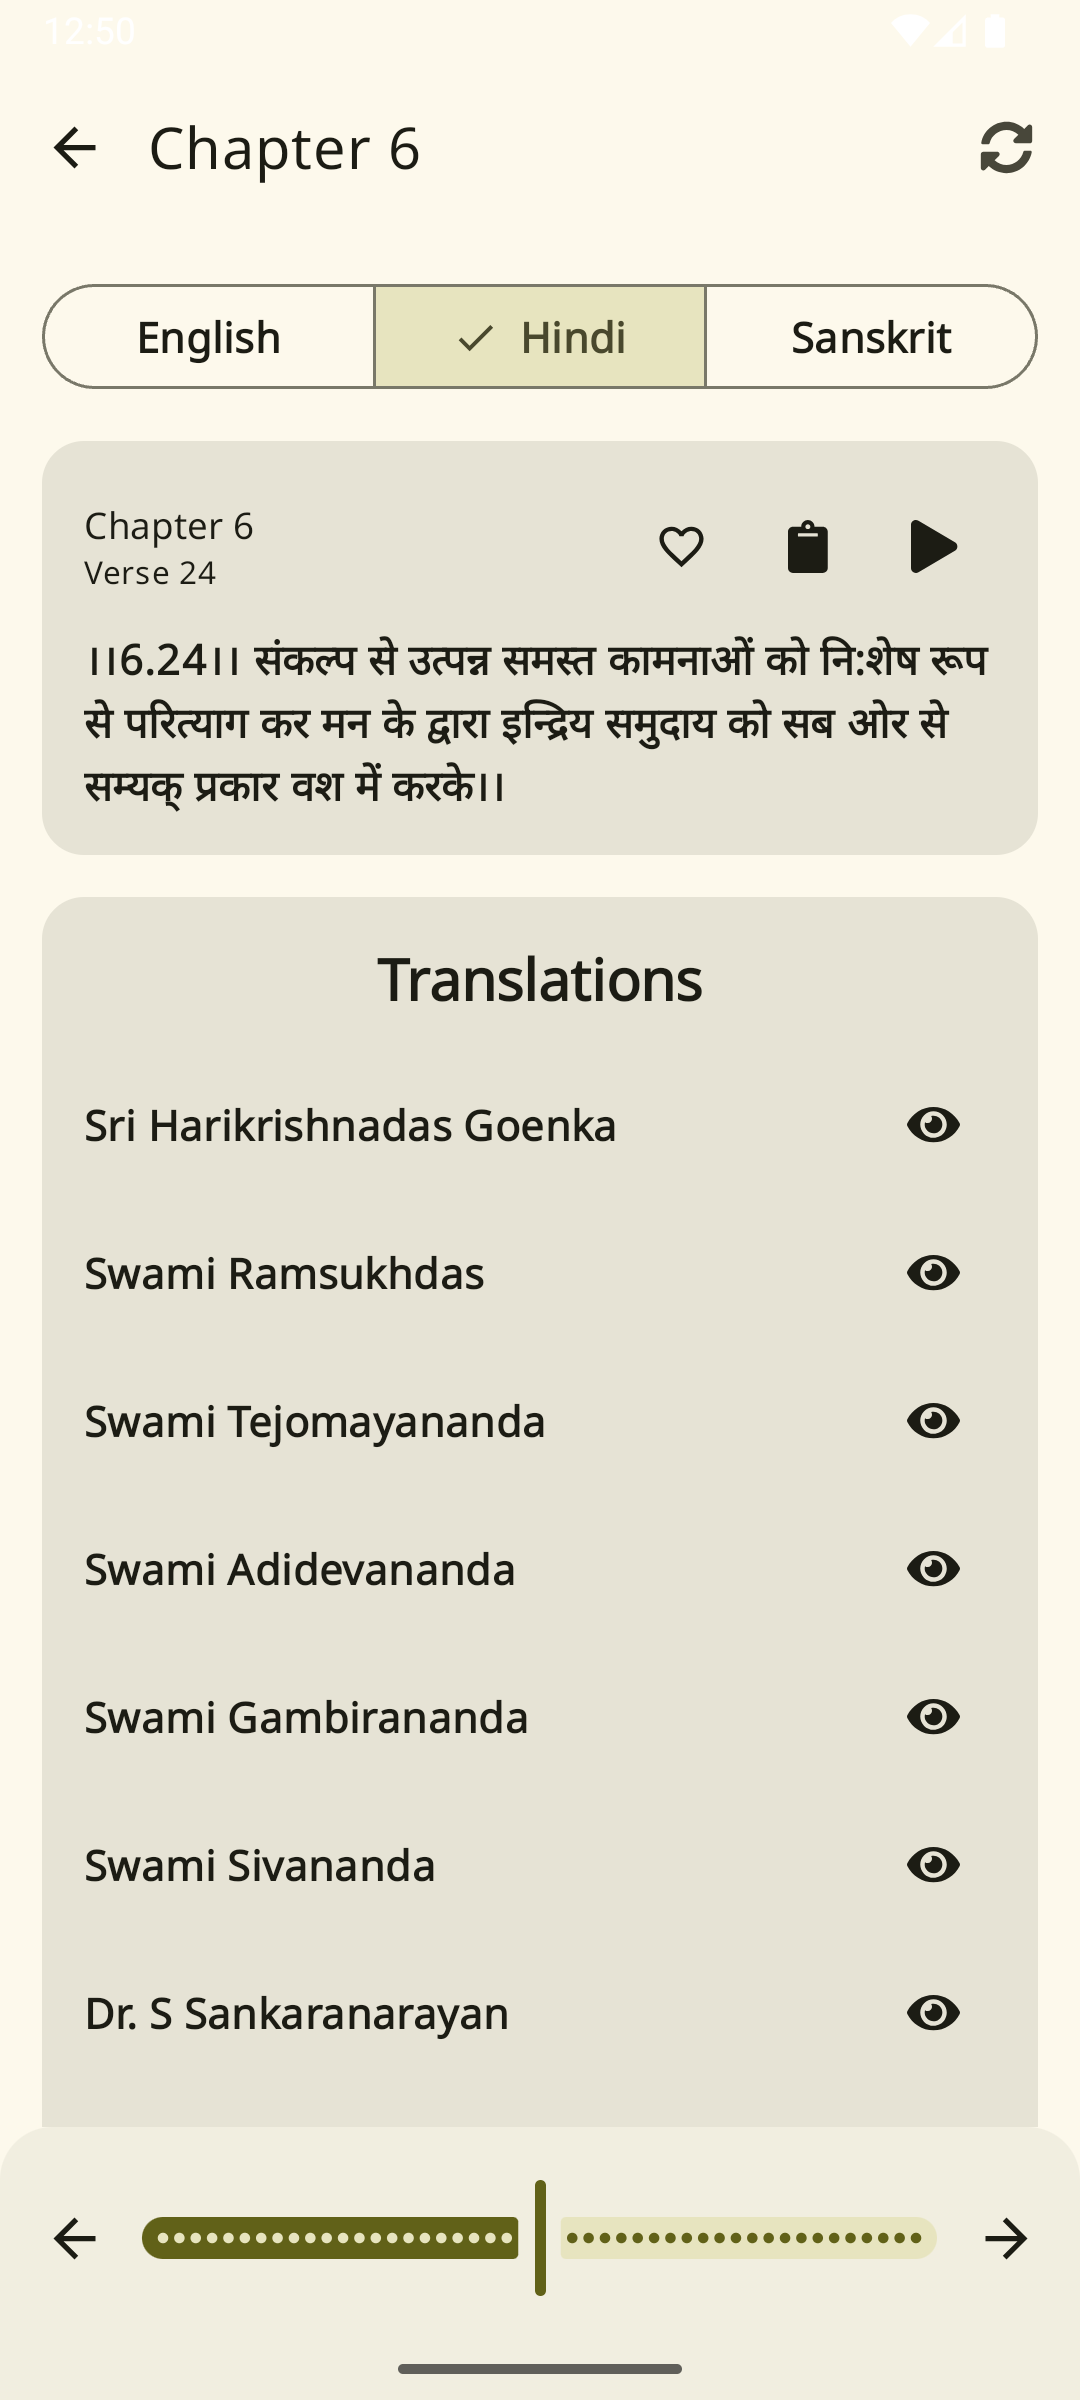 12:50
Chapter 6
English
Hindi
Sanskrit
Chapter 6
Verse 24
।।6.24।। संकल्प से उत्पन्न समस्त कामनाओं को नि:शेष रूप
से परित्याग कर मन के द्वारा इन्द्रिय समुदाय को सब ओर से
सम्यक् प्रकार वश में करके।।
Translations
Sri Harikrishnadas Goenka
Swami Ramsukhdas
Swami Tejomayananda
Swami Adidevananda
Swami Gambirananda
Swami Sivananda
Dr. S Sankaranarayan